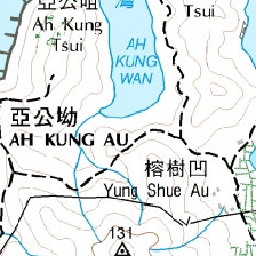 亞公咀
Ah Kung
Tsui
灣
AH
KUNG
WAN
Tsui
亞公坳
AH KUNG AU
榕樹凹
Yung Shue Au
131